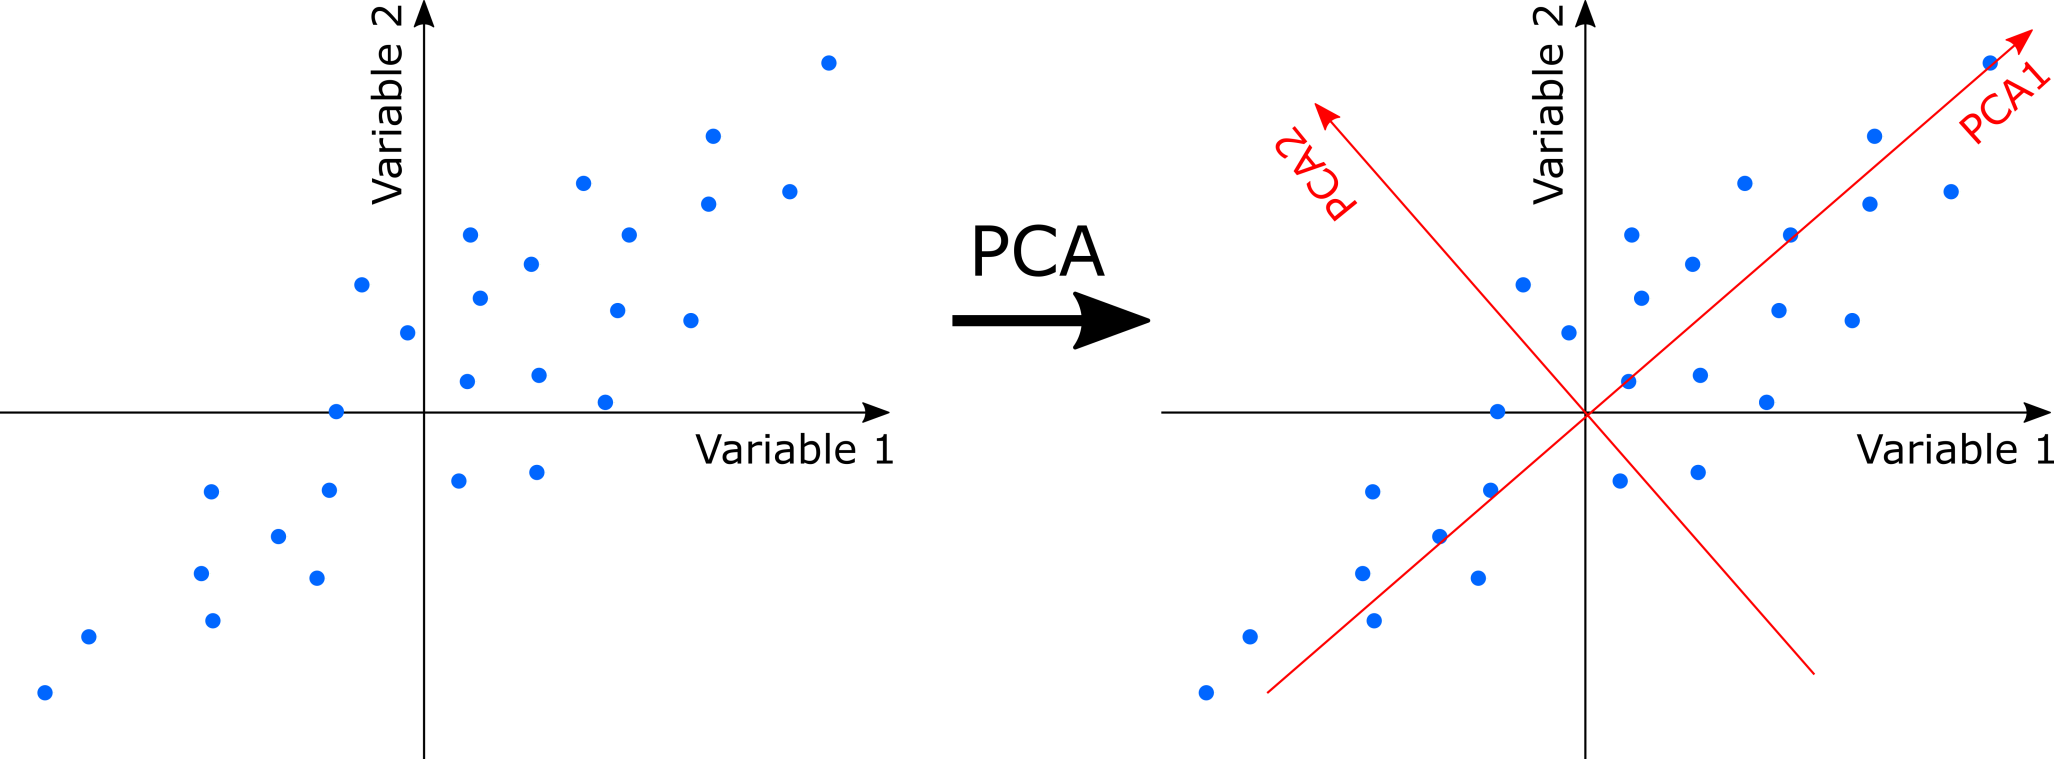 Variable 2
Variable 1
PCA
Variable 2
PCA1
PCA2
Variable 1